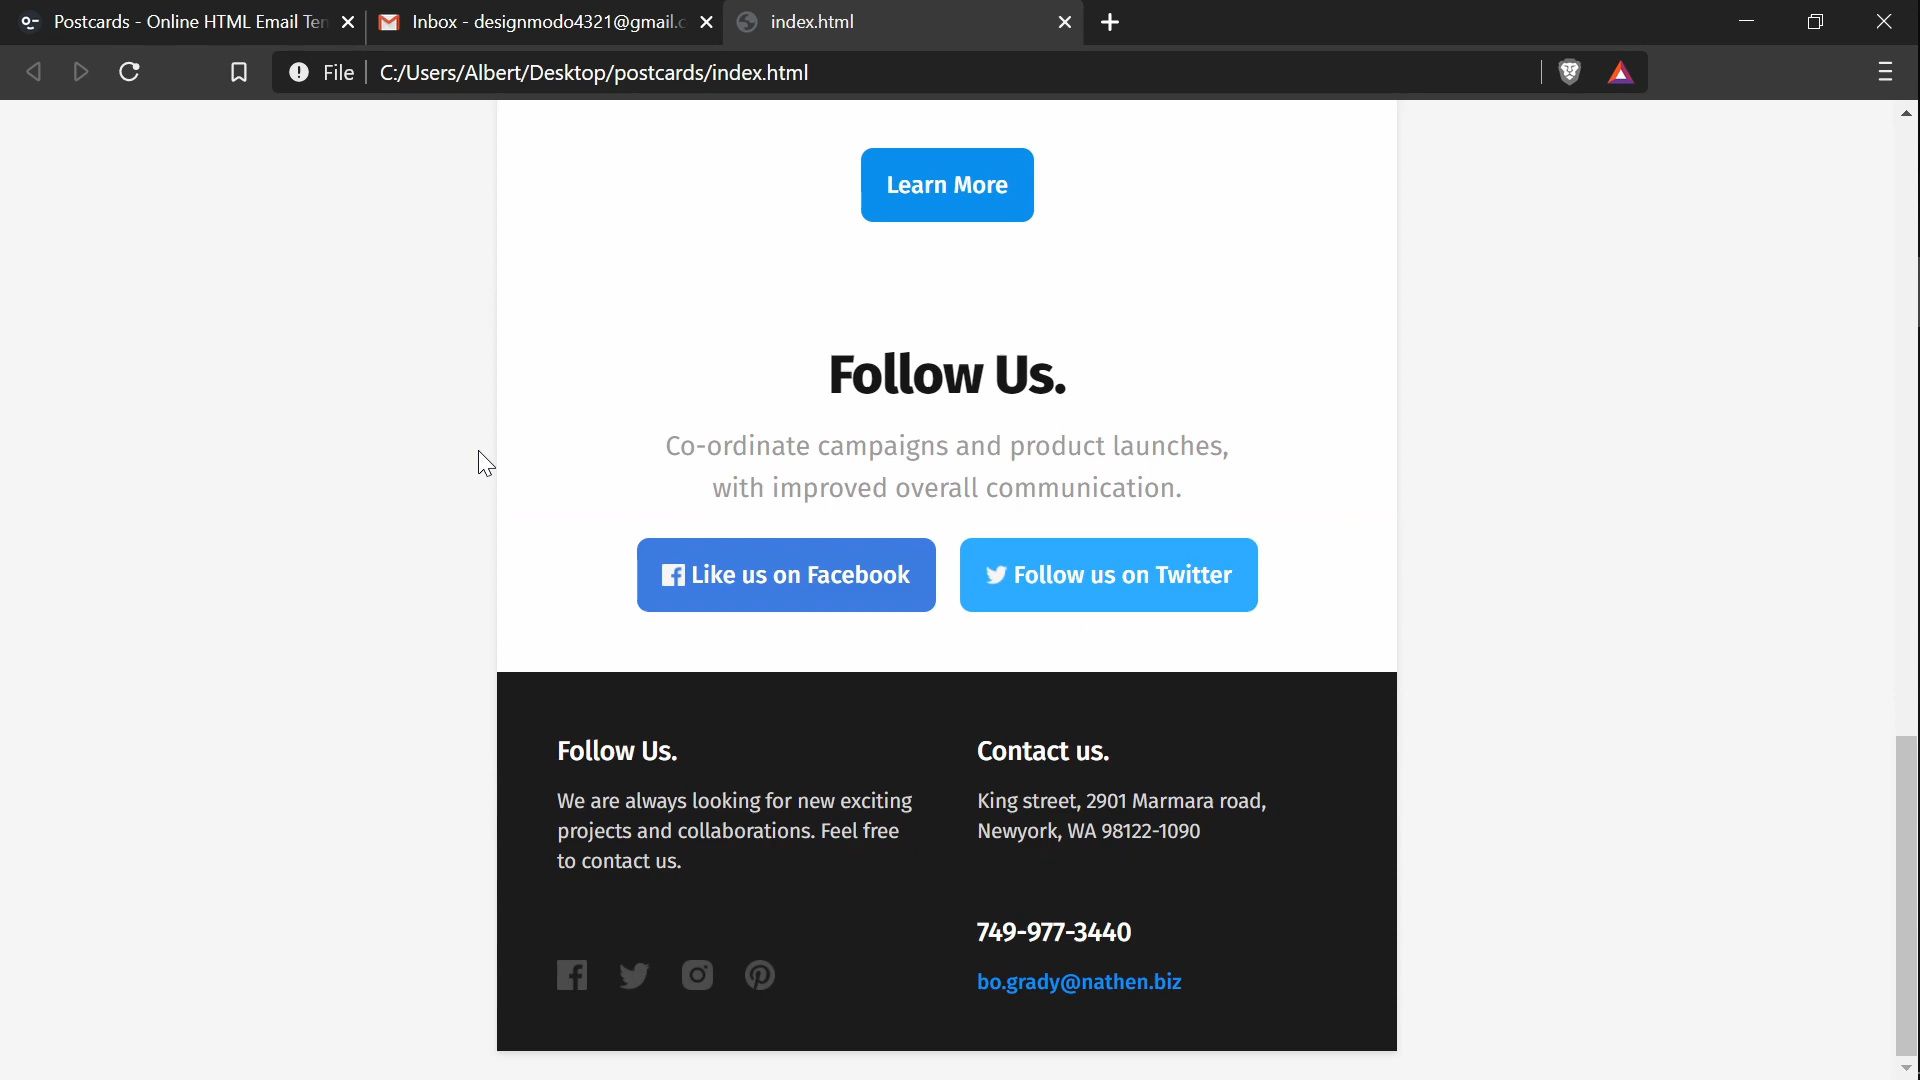 Postcards - Online HTML Email Ten
Inbox - designmodo4321@gmail.c
index.html
File
C:/Users/Albert/Desktop/postcards/index.html
Learn More
Follow Us.
Co-ordinate campaigns and product launches,
with improved overall communication.
Like us on Facebook
Follow us on Twitter
Follow Us.
We are always looking for new exciting
projects and collaborations. Feel free
to contact us.
Contact us.
King street, 2901 Marmara road,
Newyork, WA 98122-1090
749-977-3440
bo.grady@nathen.biz